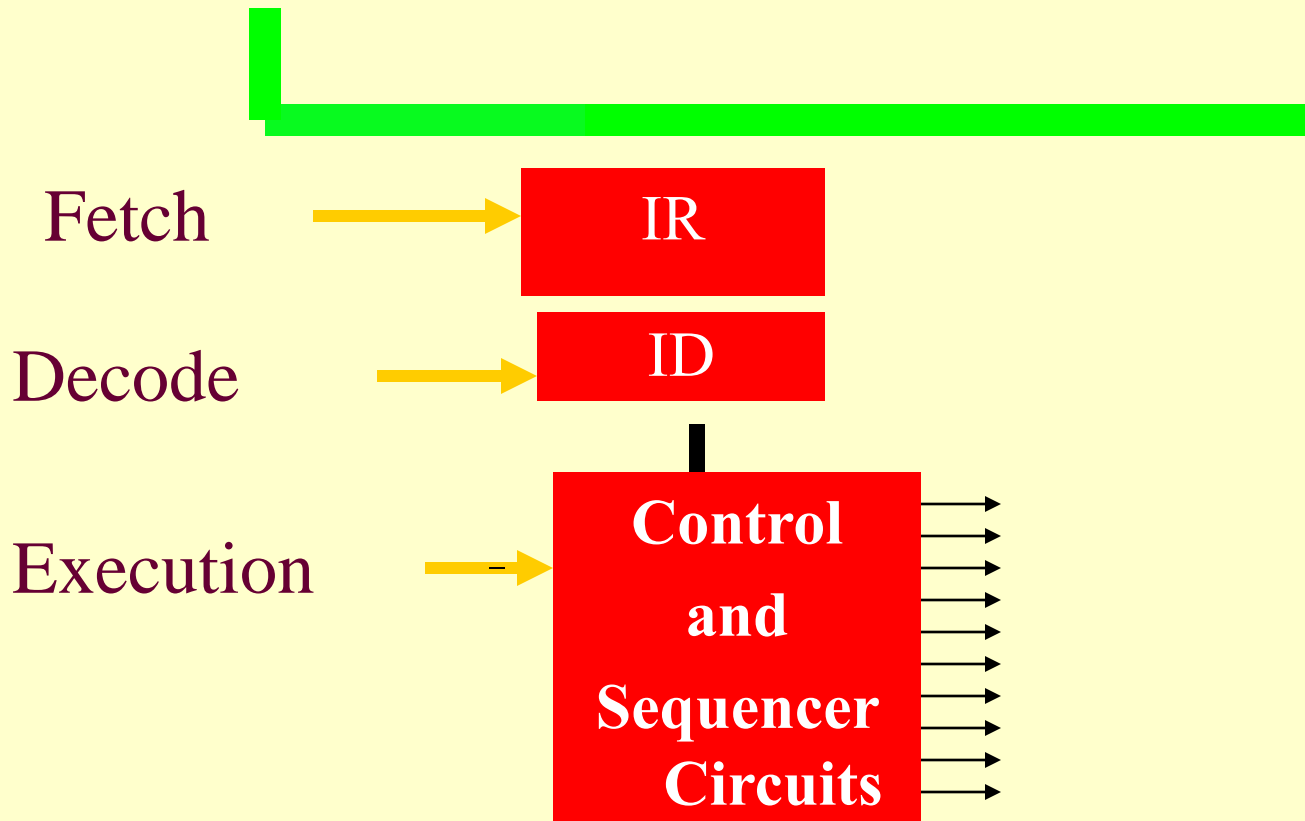 Fetch
IR
Decode
ID
Execution
Control
and
Sequencer
Circuits